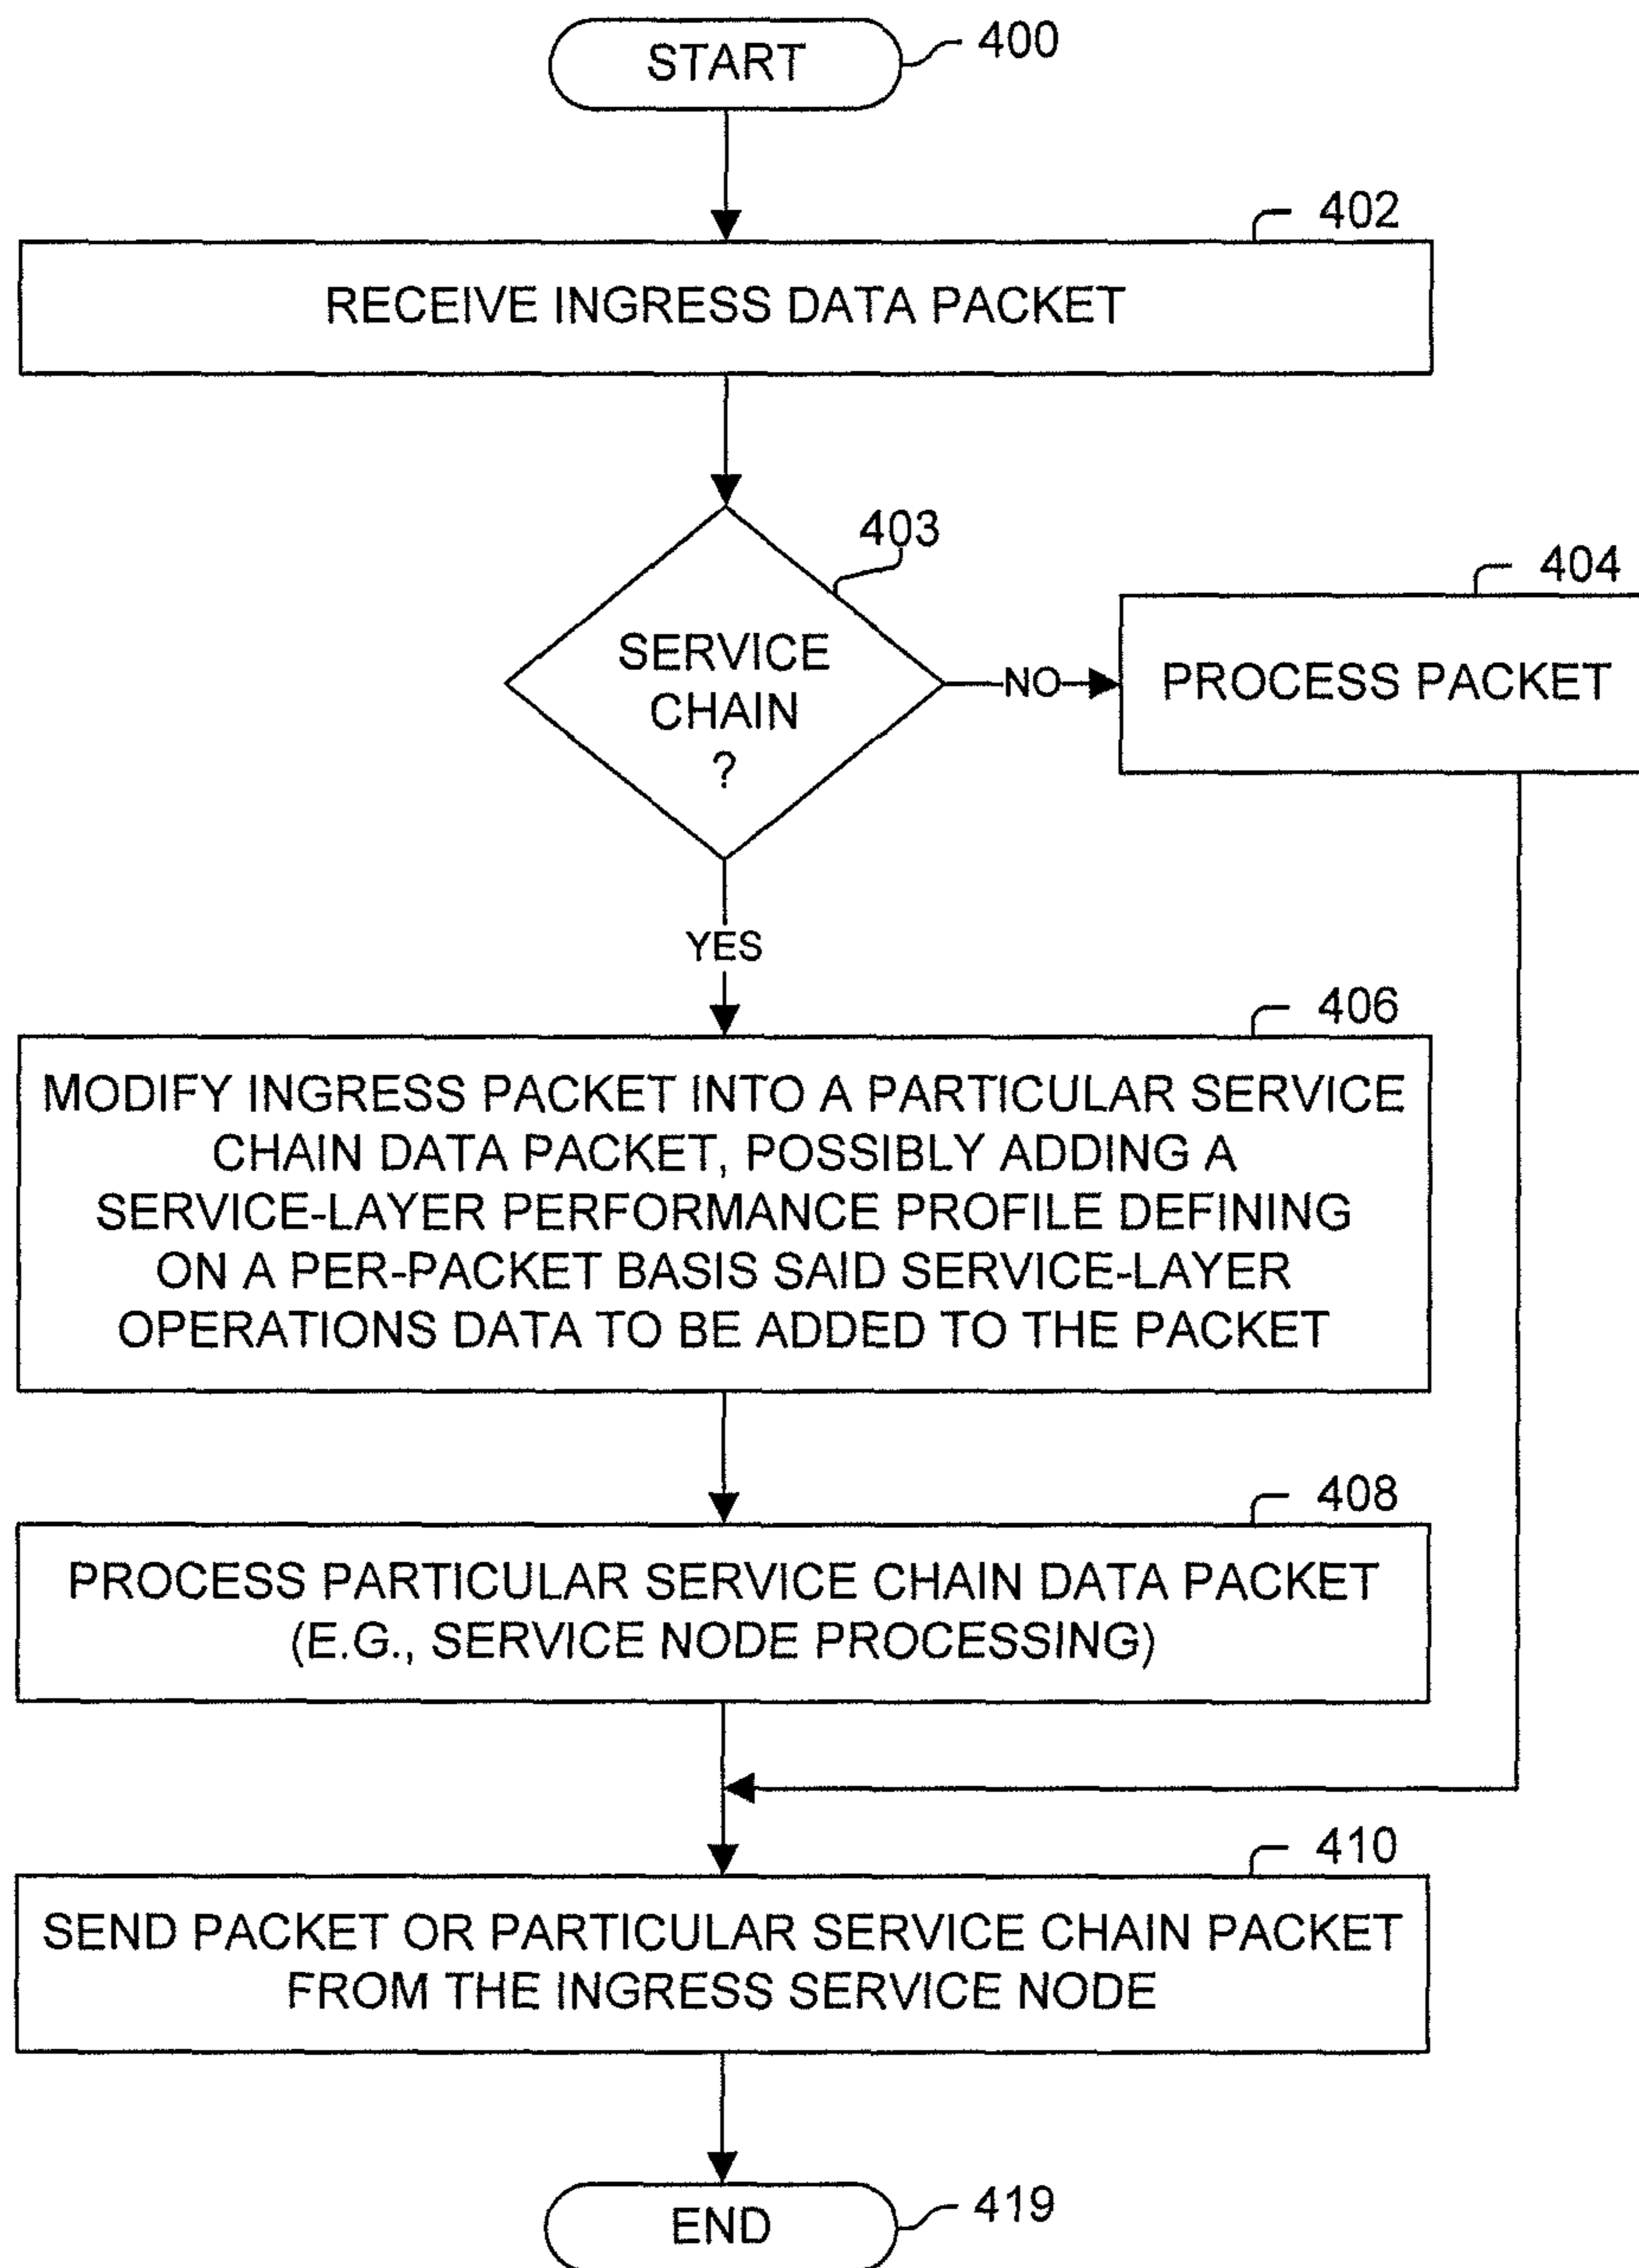 START
400
402
RECEIVE INGRESS DATA PACKET
403
SERVICE
CHAIN
?
NO
404
PROCESS PACKET
YES
406
MODIFY INGRESS PACKET INTO A PARTICULAR SERVICE
CHAIN DATA PACKET, POSSIBLY ADDING A
SERVICE-LAYER PERFORMANCE PROFILE DEFINING
ON A PER-PACKET BASIS SAID SERVICE-LAYER
OPERATIONS DATA TO BE ADDED TO THE PACKET
408
PROCESS PARTICULAR SERVICE CHAIN DATA PACKET
(E.G., SERVICE NODE PROCESSING)
410
SEND PACKET OR PARTICULAR SERVICE CHAIN PACKET
FROM THE INGRESS SERVICE NODE
END
419